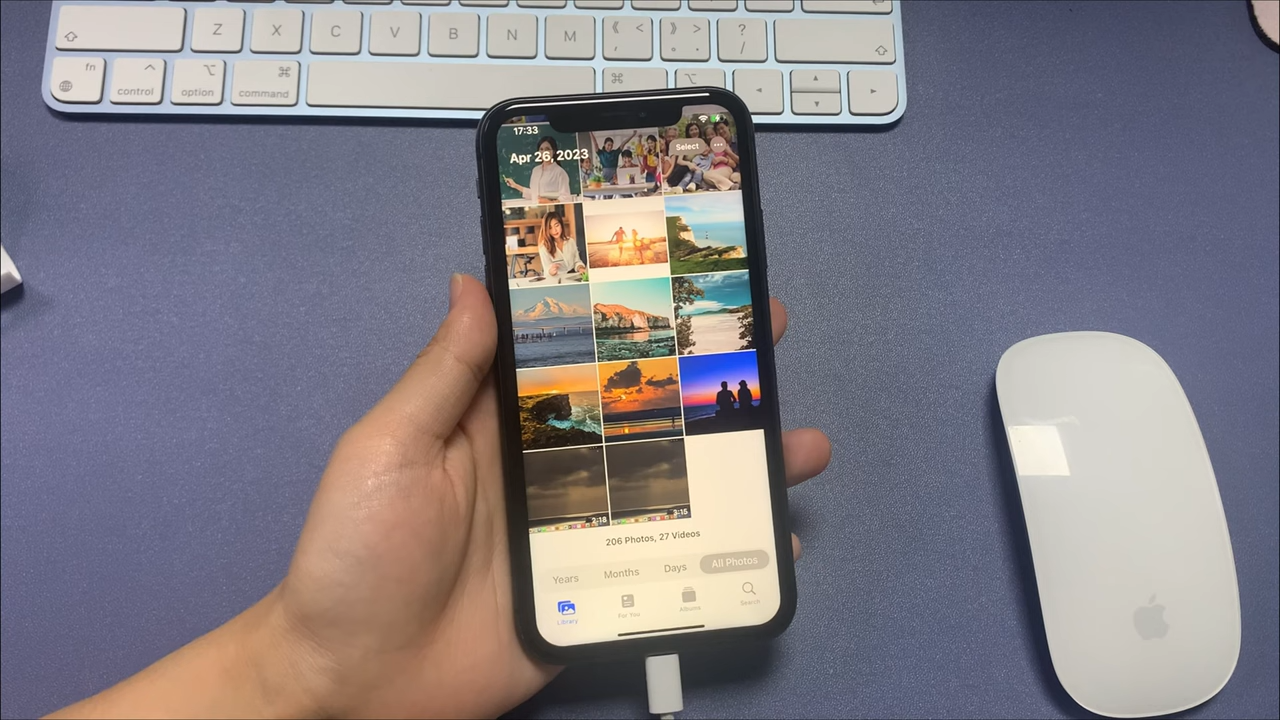 Z X C V B N M 《 < , 》 > . ? /
fn control option command
17:33
Apr 26, 2023
Select
2:18
3:15
206 Photos, 27 Videos
Years Months Days All Photos
Library For You Albums Search